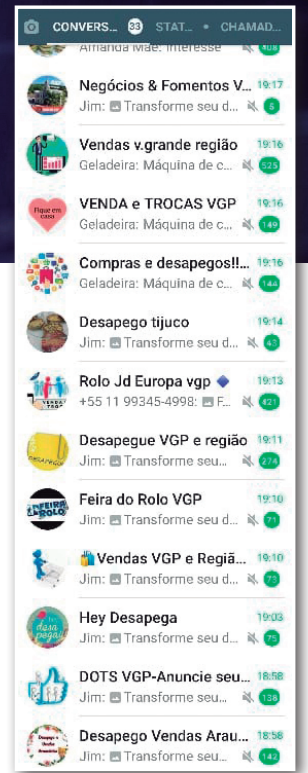 CONVERS... 33 STAT... • CHAMAD...
Amanda Mãe: Interesse 408
Negócios & Fomentos V... 19:17
Jim: Transforme seu d... 5
Vendas v.grande região 19:16
Geladeira: Máquina de c... 525
Fique em casa
VENDA e TROCAS VGP 19:16
Geladeira: Máquina de c... 149
Compras e desapegos!!... 19:16
Geladeira: Máquina de c... 144
Desapego tijuco 19:14
Jim: Transforme seu d... 43
Rolo Jd Europa vgp 19:13
+55 11 99345-4998: F... 421
Desapegue VGP e região 19:11
Jim: Transforme seu... 274
Feira do Rolo VGP 19:10
Jim: Transforme seu d... 71
Vendas VGP e Regiã... 19:10
Jim: Transforme seu d... 73
desa pega
Hey Desapega 19:03
Jim: Transforme seu d... 75
DOTS VGP-Anuncie seu... 18:58
Jim: Transforme seu... 138
Desapego Vendas Arau... 18:58
Jim: Transforme seu... 142